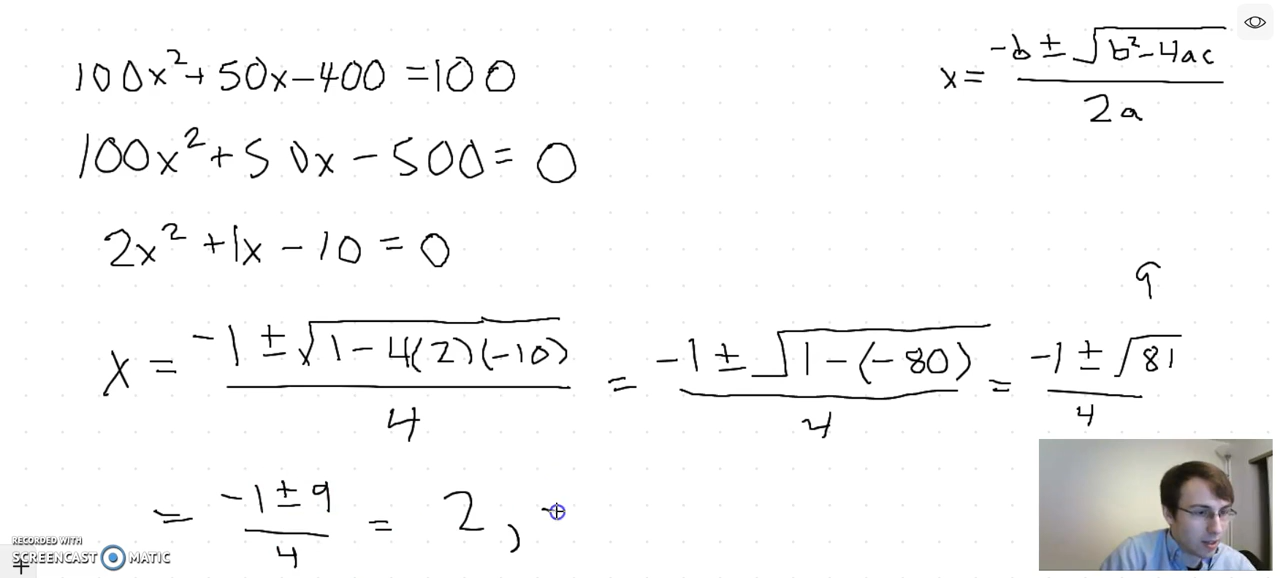 x = -b ± √b² - 4ac / 2a
100x² + 50x - 400 = 100
100x² + 50x - 500 = 0
2x² + 1x - 10 = 0
9
x = -1 ± √1 - 4(2)(-10) / 4 = -1 ± √1 - (-80) / 4 = -1 ± √81 / 4
= -1 ± 9 / 4 = 2, -
RECORDED WITH
SCREENCAST MATIC